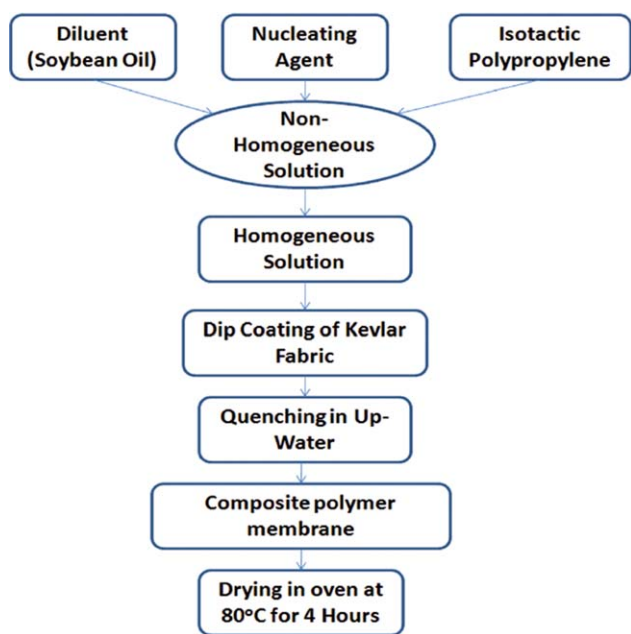 Diluent
(Soybean Oil)
Nucleating
Agent
Isotactic
Polypropylene
Non-
Homogeneous
Solution
Homogeneous
Solution
Dip Coating of Kevlar
Fabric
Quenching in Up-
Water
Composite polymer
membrane
Drying in oven at
80°C for 4 Hours